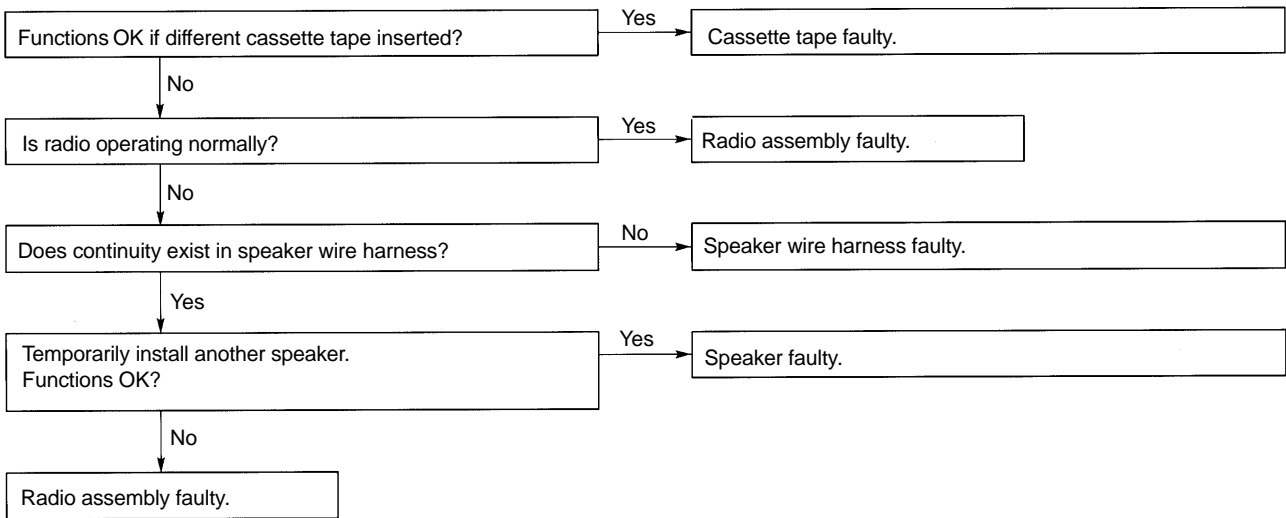 Functions OK if different cassette tape inserted?
Yes
Cassette tape faulty.
No
Is radio operating normally?
Yes
Radio assembly faulty.
No
Does continuity exist in speaker wire harness?
No
Speaker wire harness faulty.
Yes
Temporarily install another speaker.
Functions OK?
Yes
Speaker faulty.
No
Radio assembly faulty.